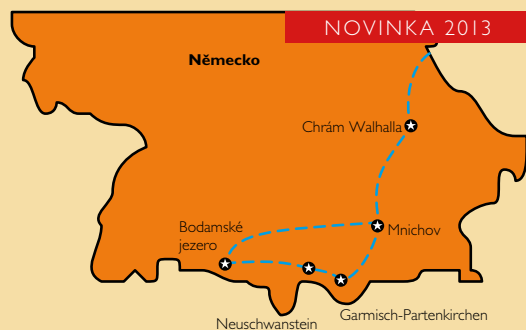 NOVINKA 2013
Německo
Chrám Walhalla
Bodamské
jezero
Mnichov
Neuschwanstein
Garmisch-Partenkirchen